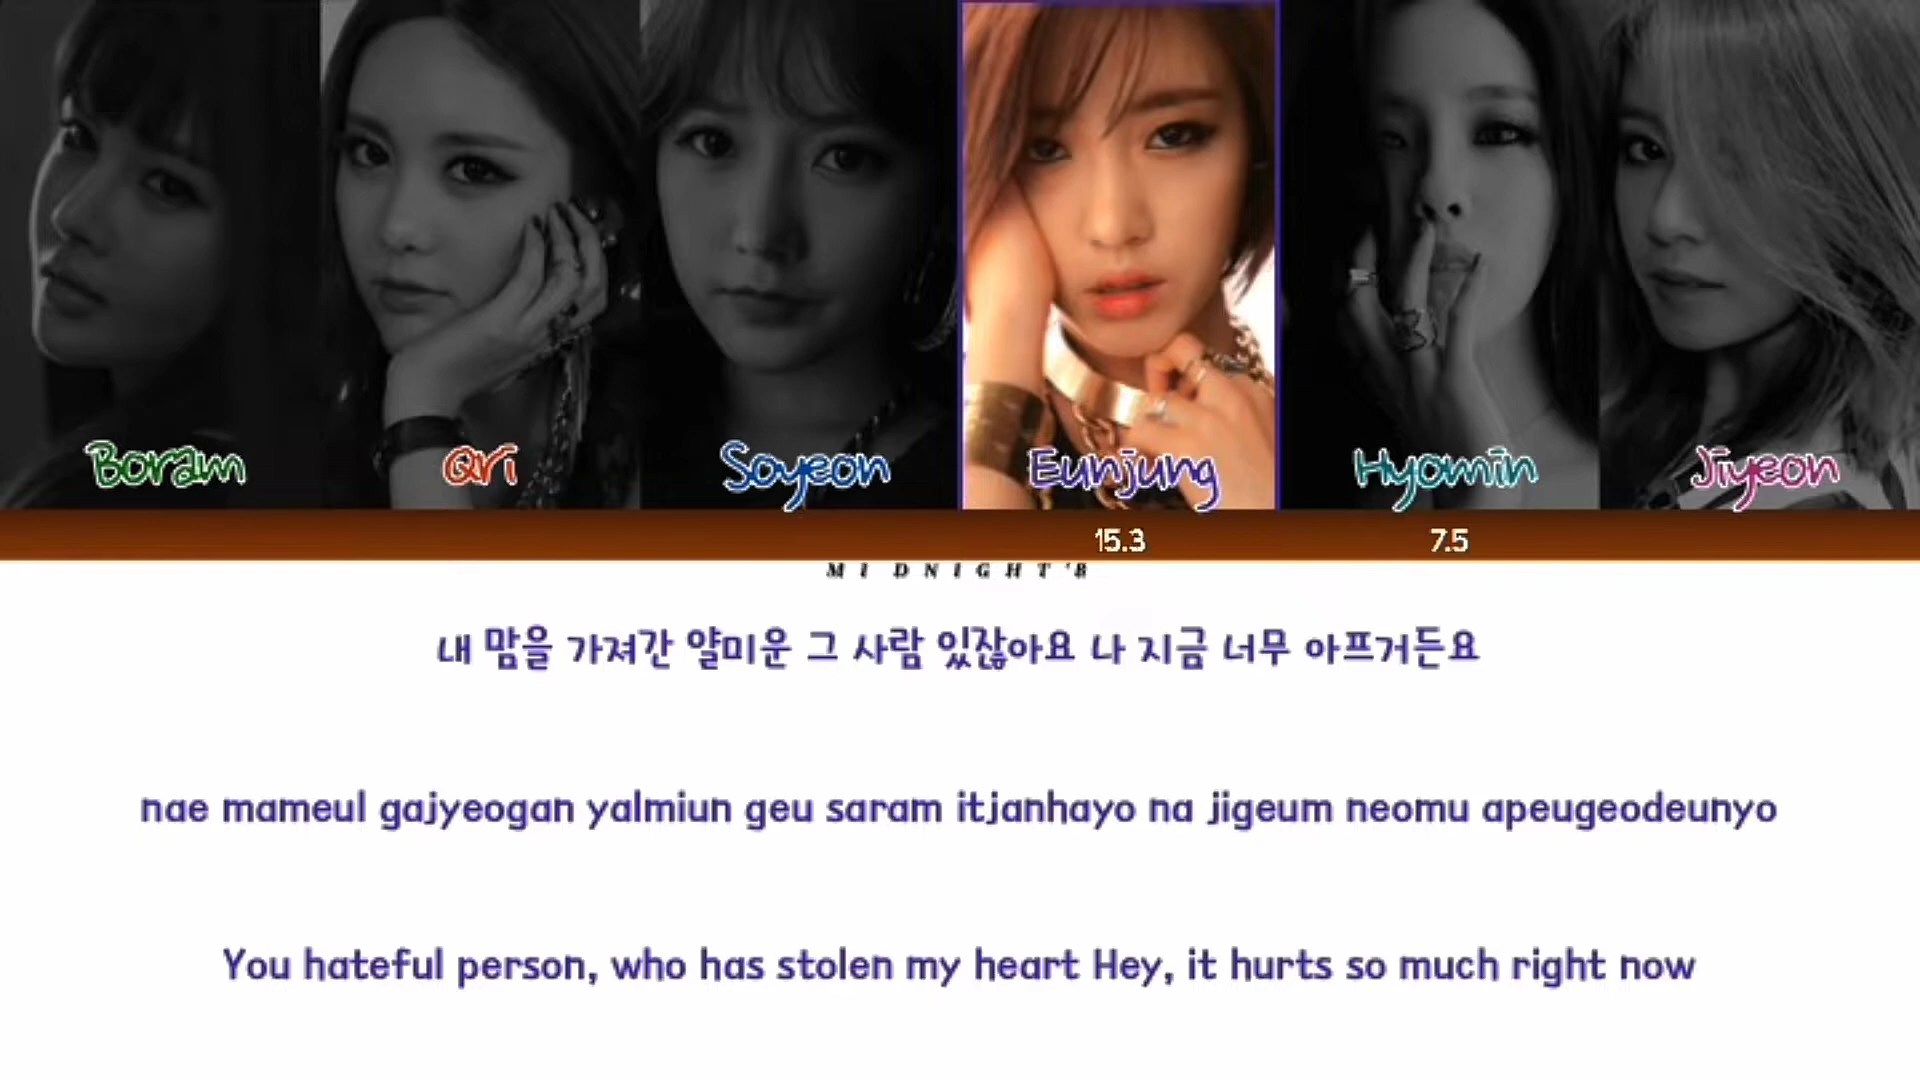 Boram Qri Soyeon Eunjung Hyomin Jiyeon
15.3 7.5
MIDNIGHT'B
내 맘을 가져간 얄미운 그 사람 있잖아요 나 지금 너무 아프거든요
nae mameul gajyeogan yalmiun geu saram itjanhayo na jigeum neomu apeugeodeunyo
You hateful person, who has stolen my heart Hey, it hurts so much right now